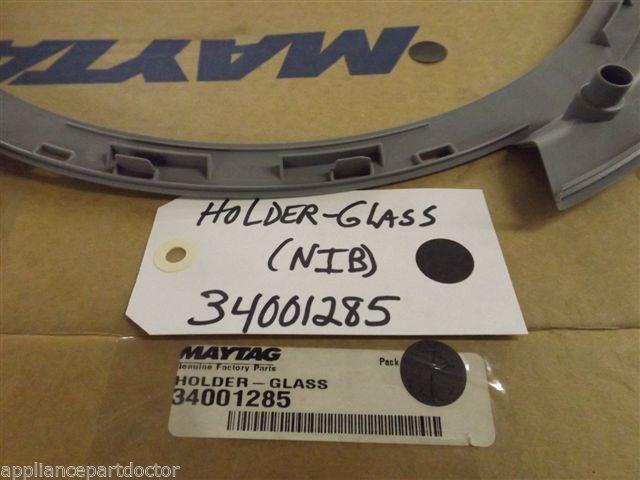 MAYTAG
HOLDER-GLASS
(NIB)
34001285
MAYTAG
Genuine Factory Parts
Pack
HOLDER-GLASS
34001285
appliancepartdoctor